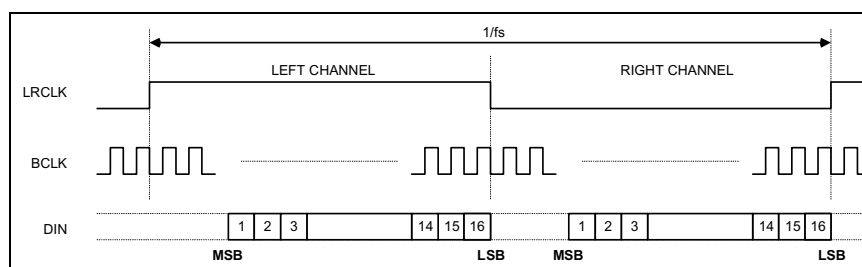 1/fs
LEFT CHANNEL RIGHT CHANNEL
LRCLK
BCLK
DIN 1 2 3 14 15 16 1 2 3 14 15 16
MSB LSB MSB LSB